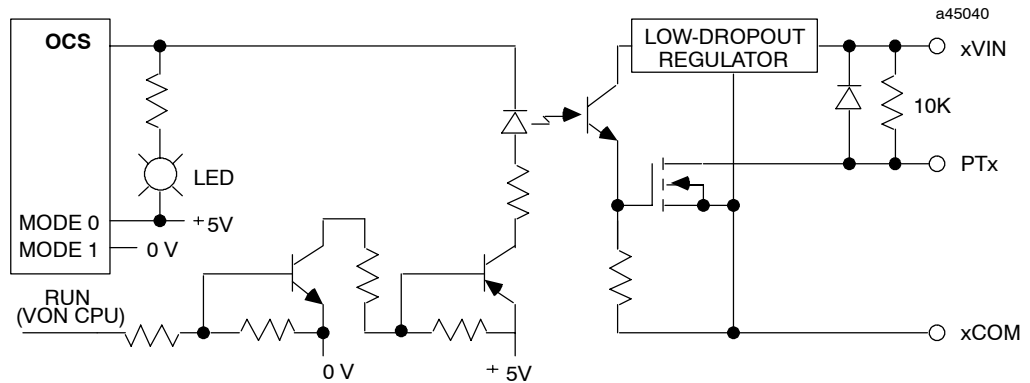 a45040
OCS
LOW-DROPOUT
REGULATOR
xVIN
10K
LED
PTx
MODE 0
+5V
MODE 1
0 V
RUN
(VON CPU)
xCOM
0 V
+ 5V